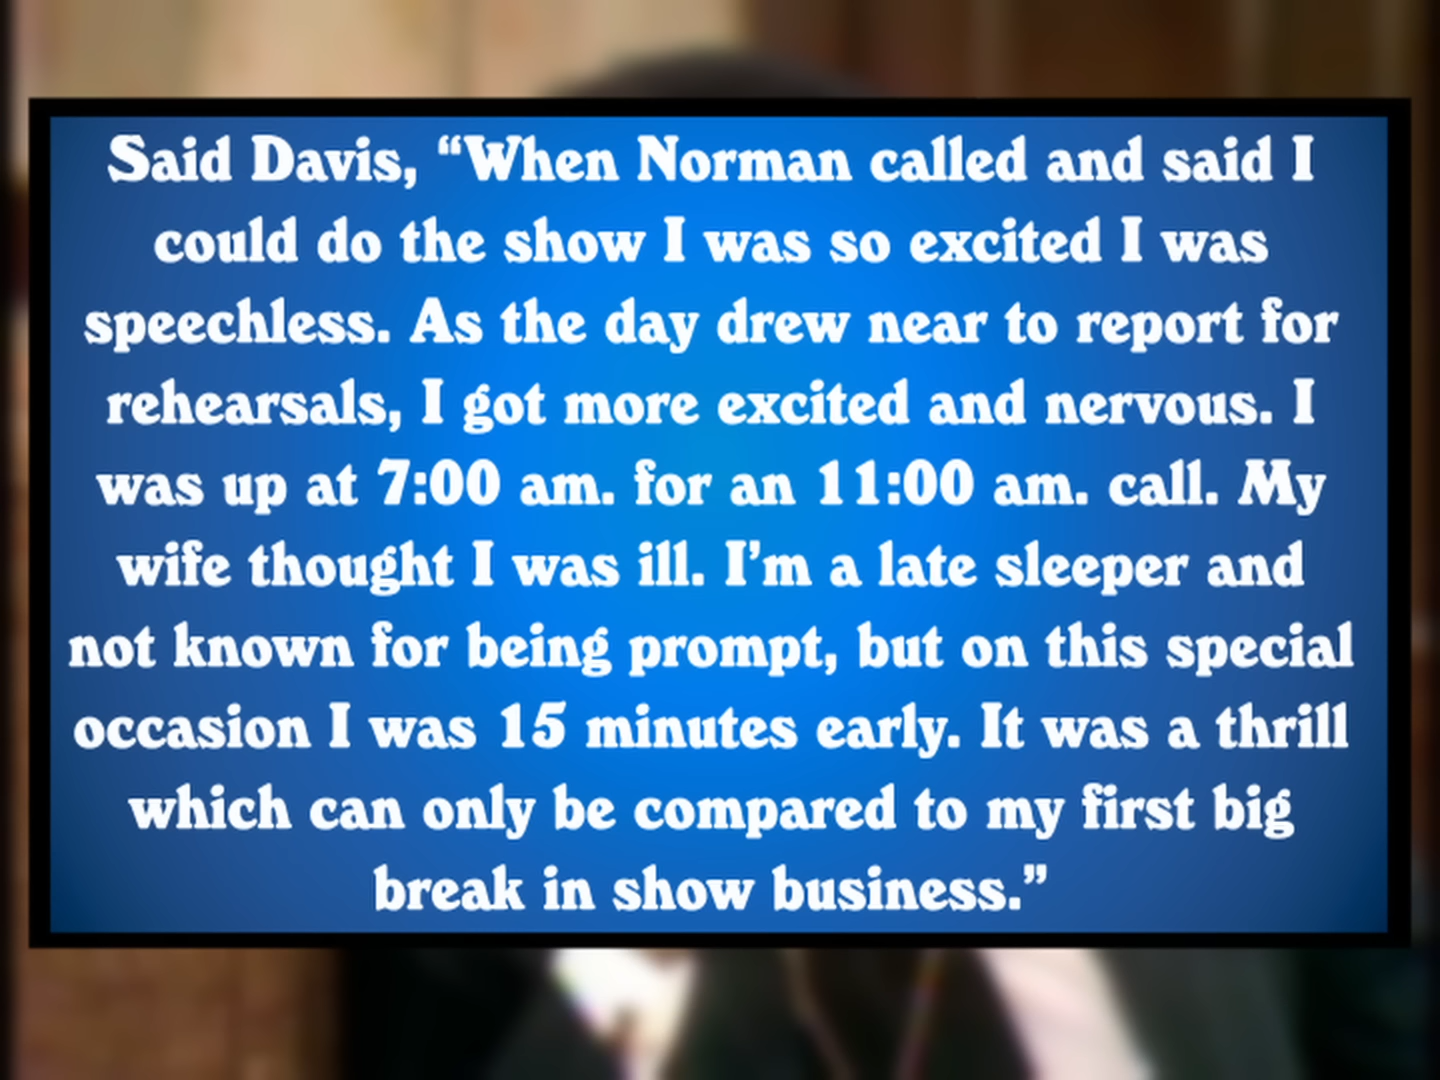 Said Davis, “When Norman called and said I
could do the show I was so excited I was
speechless. As the day drew near to report for
rehearsals, I got more excited and nervous. I
was up at 7:00 am. for an 11:00 am. call. My
wife thought I was ill. I’m a late sleeper and
not known for being prompt, but on this special
occasion I was 15 minutes early. It was a thrill
which can only be compared to my first big
break in show business.”